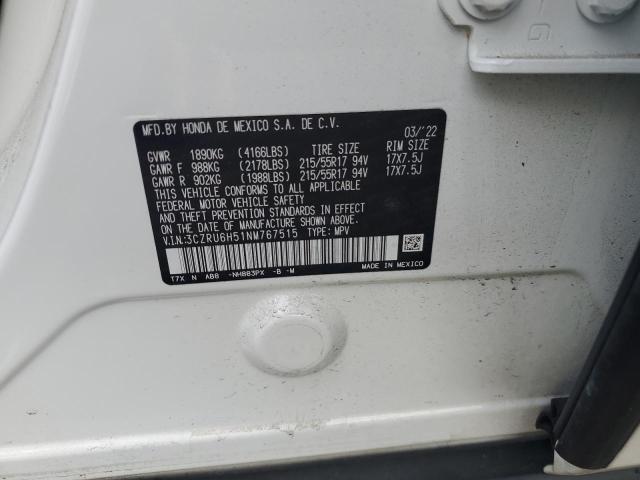 MFD.BY HONDA DE MEXICO S.A. DE C.V. 03/'22
GVWR 1890KG (4166LBS) TIRE SIZE RIM SIZE
GAWR F 988KG (2178LBS) 215/55R17 94V 17X7.5J
GAWR R 902KG (1988LBS) 215/55R17 94V 17X7.5J
THIS VEHICLE CONFORMS TO ALL APPLICABLE
FEDERAL MOTOR VEHICLE SAFETY
AND THEFT PREVENTION STANDARDS IN EFFECT
ON THE DATE OF MANUFACTURE SHOWN ABOVE.
V.I.N:3CZRU6H51NM767515 TYPE: MPV
T7X N ABB -NH883PX -B -M MADE IN MEXICO
G